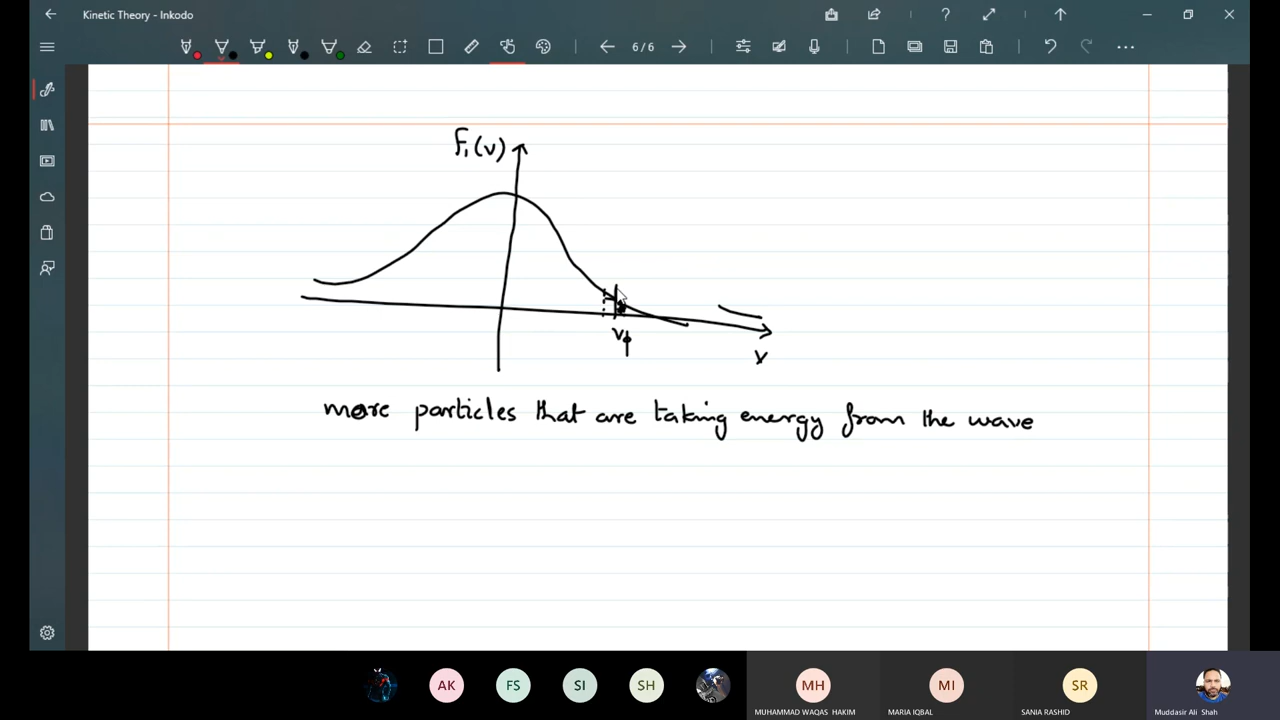 Kinetic Theory - Inkodo
6/6
F₁(v)
vϕ
v
more particles that are taking energy from the wave
AK
FS
SI
SH
MH
MI
SR
MUHAMMAD WAQAS HAKIM
MARIA IQBAL
SANIA RASHID
Muddasir Ali Shah